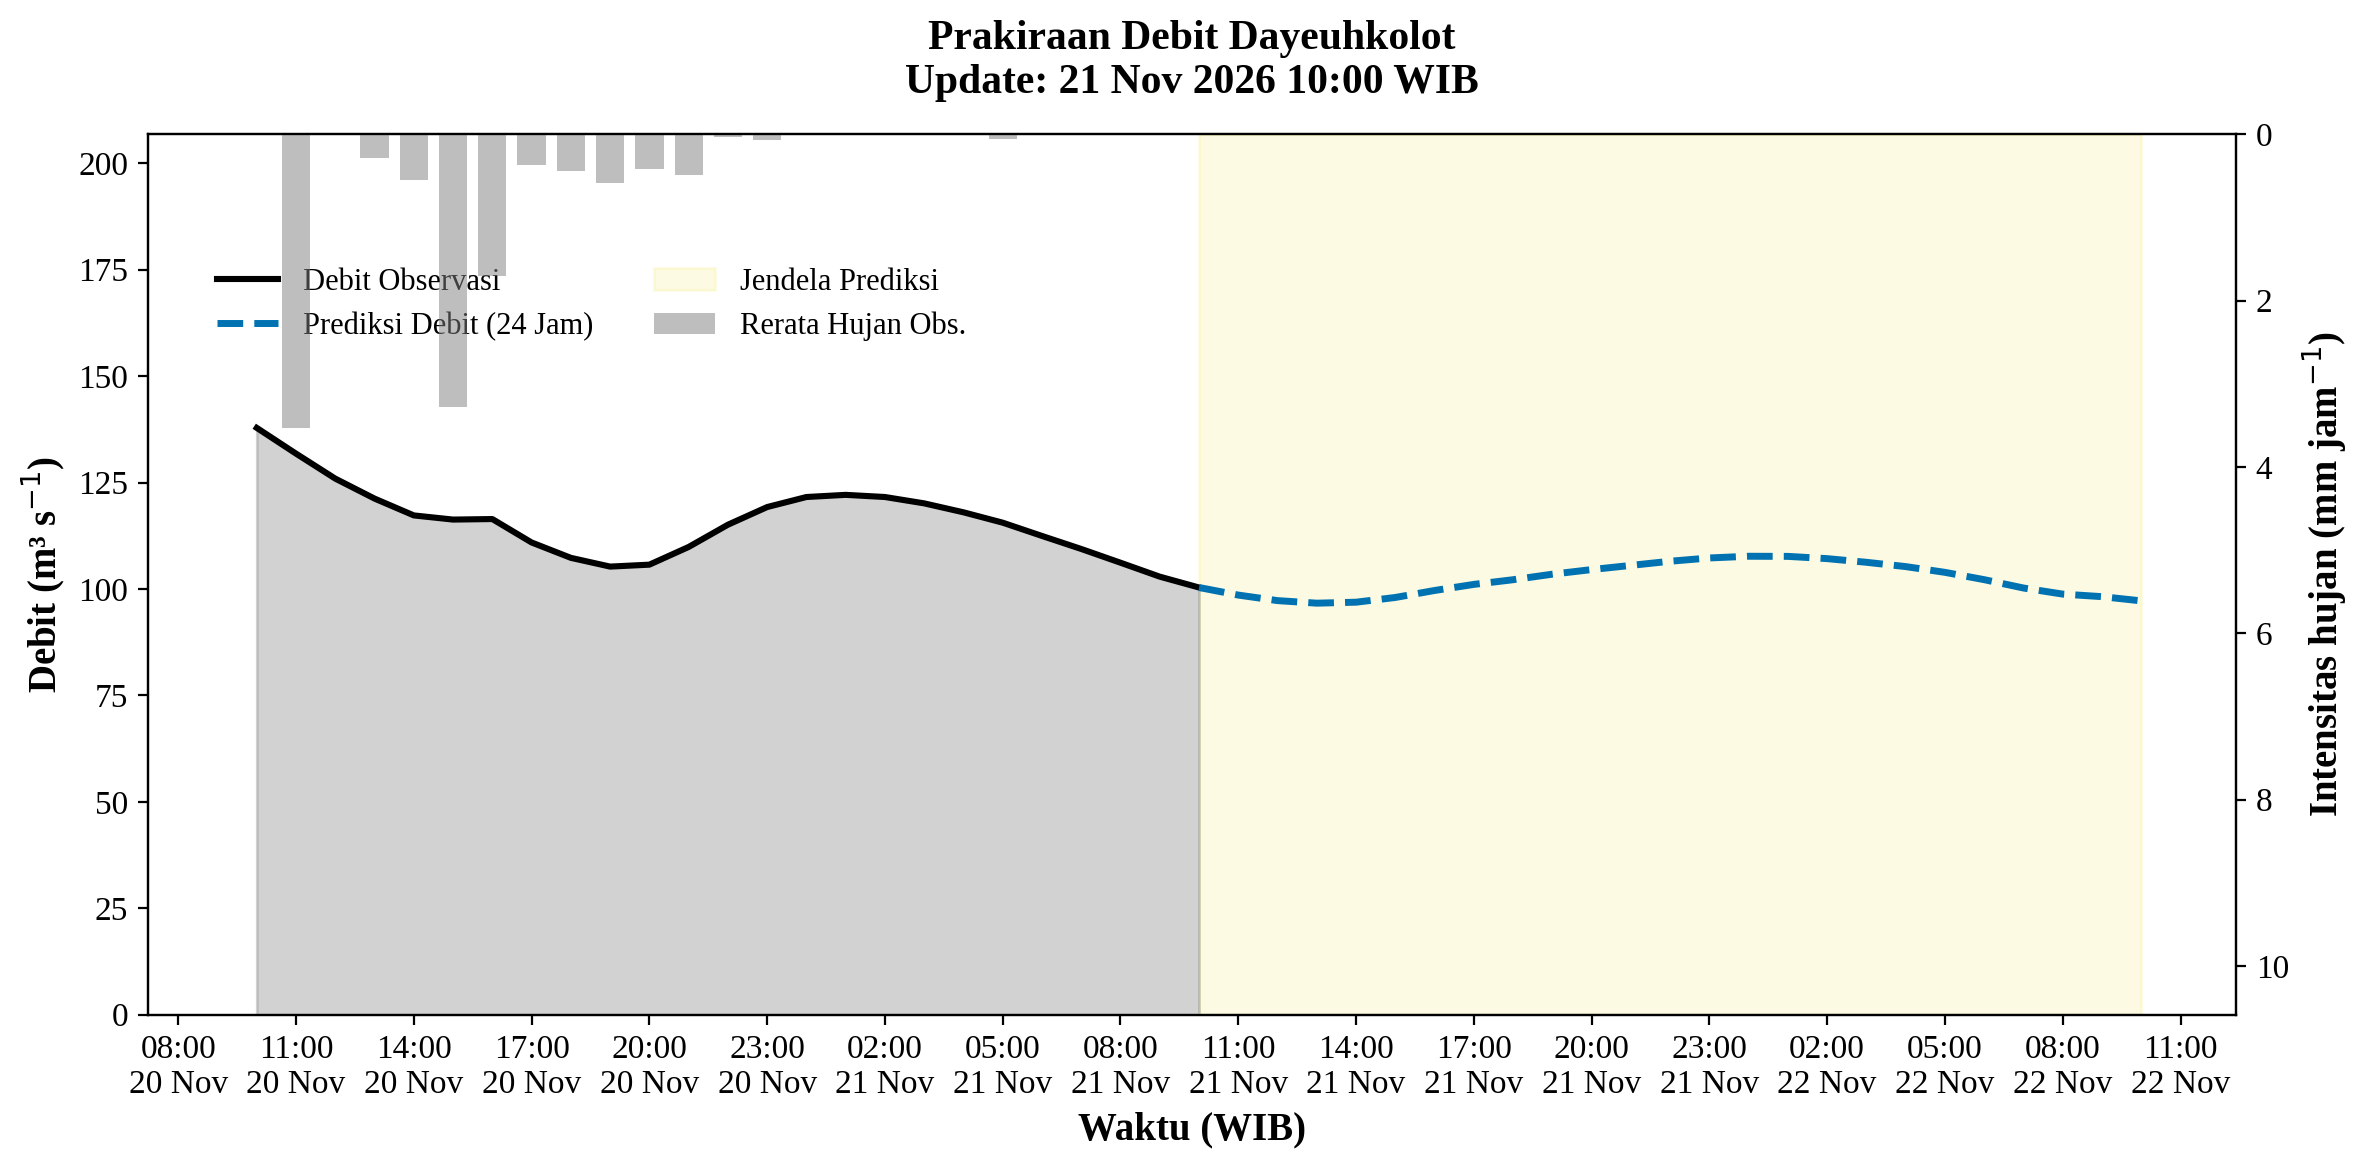 Prakiraan Debit Dayeuhkolot
Update: 21 Nov 2026 10:00 WIB
Debit (m³ s⁻¹)
200
175
150
125
100
75
50
25
0
Debit Observasi
Prediksi Debit (24 Jam)
Jendela Prediksi
Rerata Hujan Obs.
0
2
4
6
8
10
Intensitas hujan (mm jam⁻¹)
08:00 11:00 14:00 17:00 20:00 23:00 02:00 05:00 08:00 11:00 14:00 17:00 20:00 23:00 02:00 05:00 08:00 11:00
20 Nov 20 Nov 20 Nov 20 Nov 20 Nov 20 Nov 21 Nov 21 Nov 21 Nov 21 Nov 21 Nov 21 Nov 21 Nov 21 Nov 22 Nov 22 Nov 22 Nov 22 Nov
Waktu (WIB)